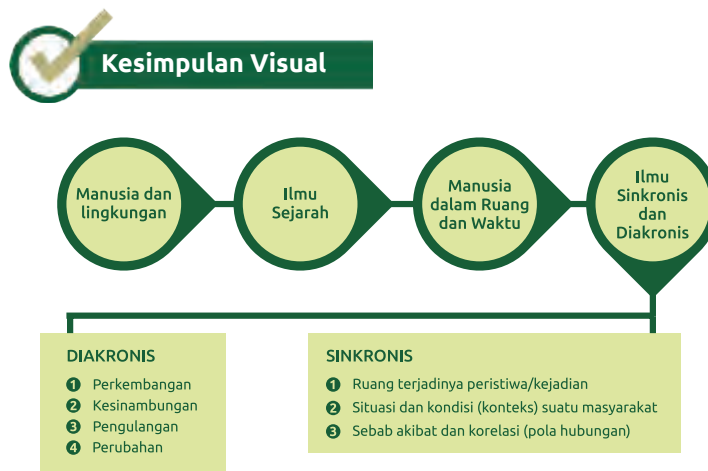 Kesimpulan Visual
Manusia dan
lingkungan
Ilmu
Sejarah
Manusia
dalam Ruang
dan Waktu
Ilmu
Sinkronis
dan
Diakronis
DIAKRONIS
1 Perkembangan
2 Kesinambungan
3 Pengulangan
4 Perubahan
SINKRONIS
1 Ruang terjadinya peristiwa/kejadian
2 Situasi dan kondisi (konteks) suatu masyarakat
3 Sebab akibat dan korelasi (pola hubungan)